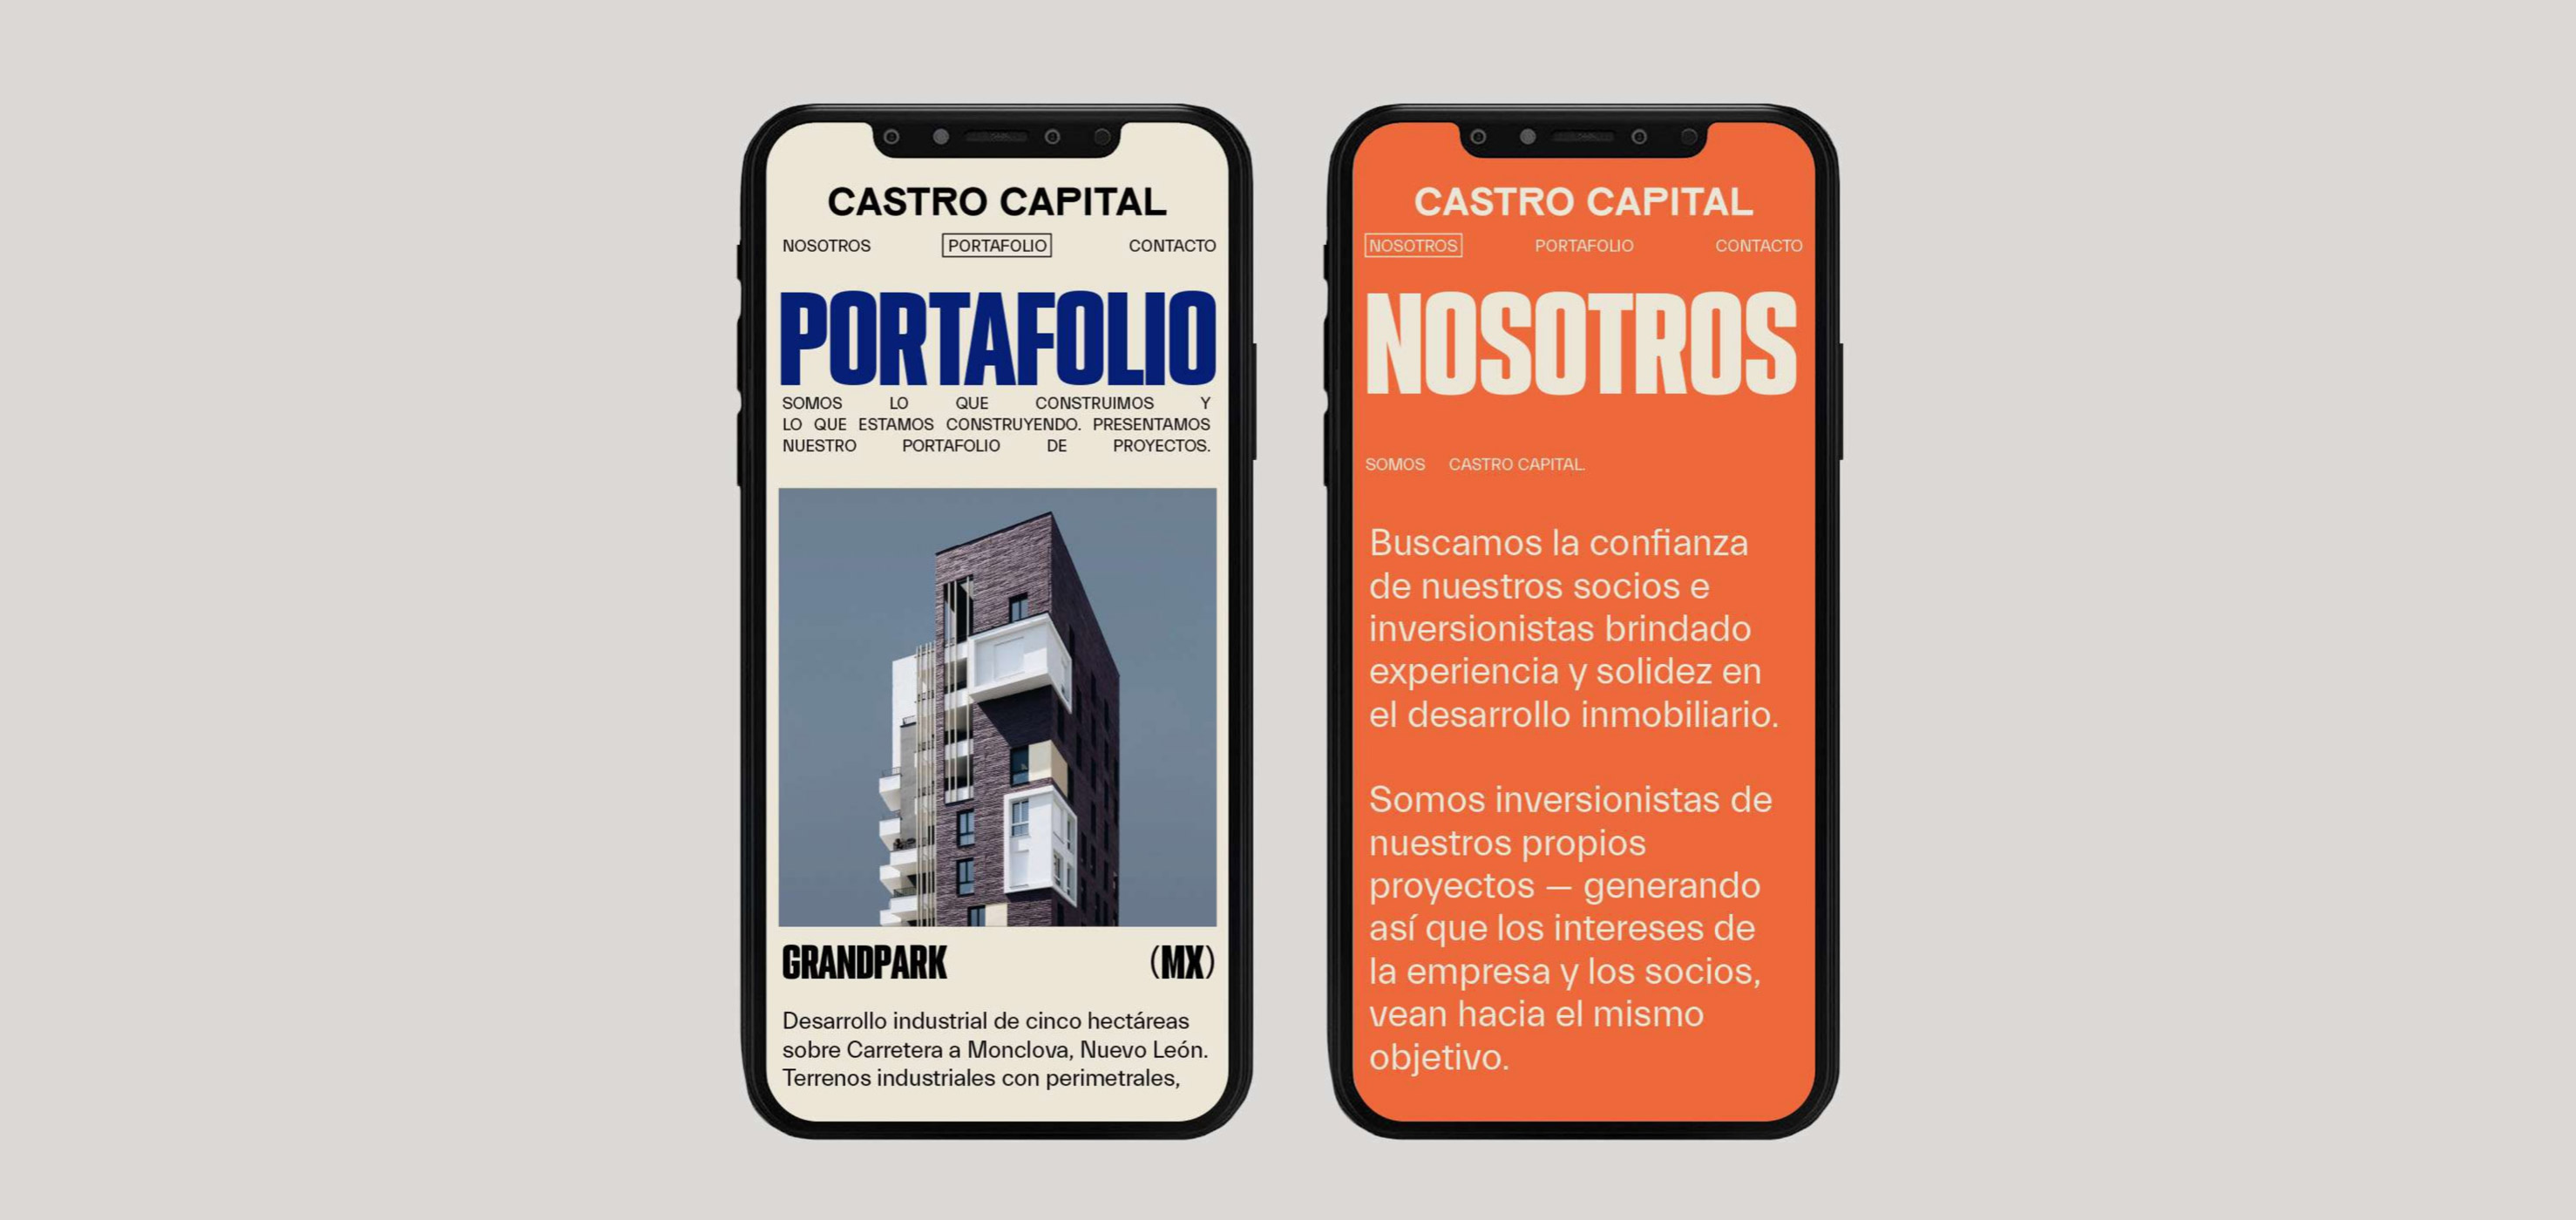 CASTRO CAPITAL
NOSOTROS PORTAFOLIO CONTACTO
PORTAFOLIO
SOMOS LO QUE CONSTRUIMOS Y
LO QUE ESTAMOS CONSTRUYENDO. PRESENTAMOS
NUESTRO PORTAFOLIO DE PROYECTOS.
GRANDPARK (MX)
Desarrollo industrial de cinco hectáreas
sobre Carretera a Monclova, Nuevo León.
Terrenos industriales con perimetrales,
CASTRO CAPITAL
NOSOTROS PORTAFOLIO CONTACTO
NOSOTROS
SOMOS CASTRO CAPITAL.
Buscamos la confianza
de nuestros socios e
inversionistas brindado
experiencia y solidez en
el desarrollo inmobiliario.
Somos inversionistas de
nuestros propios
proyectos — generando
así que los intereses de
la empresa y los socios,
vean hacia el mismo
objetivo.